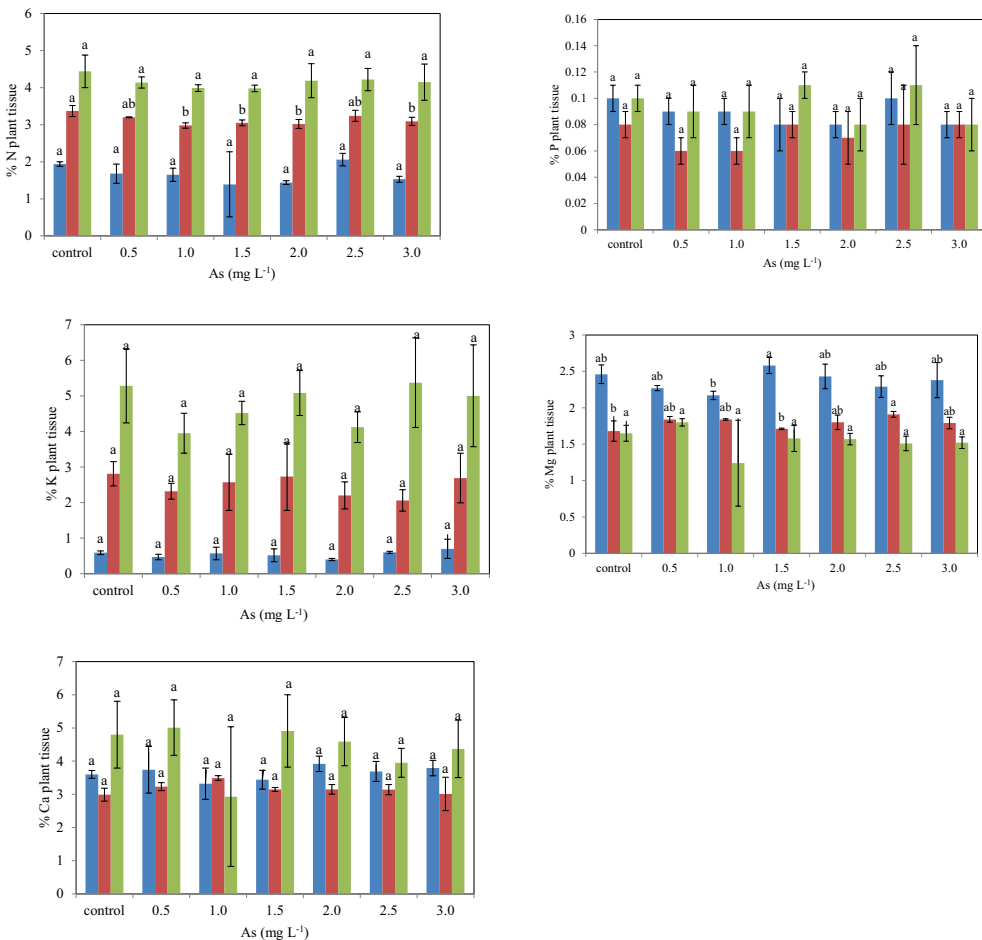 % N plant tissue
6
5
4
3
2
1
0
a a a
a ab a
a b a
a b a
a b a
a ab a
a b a
control 0.5 1.0 1.5 2.0 2.5 3.0
As (mg L-1)
% P plant tissue
0.16
0.14
0.12
0.1
0.08
0.06
0.04
0.02
0
a a a
a a a
a a a
a a a
a a a
a a a
a a a
control 0.5 1.0 1.5 2.0 2.5 3.0
As (mg L-1)
% K plant tissue
7
6
5
4
3
2
1
0
a a a
a a a
a a a
a a a
a a a
a a a
a a a
control 0.5 1.0 1.5 2.0 2.5 3.0
As (mg L-1)
% Mg plant tissue
3
2.5
2
1.5
1
0.5
0
ab b a
ab ab a
b ab a
a b a
ab ab a
ab a a
ab ab a
control 0.5 1.0 1.5 2.0 2.5 3.0
As (mg L-1)
% Ca plant tissue
7
6
5
4
3
2
1
0
a a a
a a a
a a a
a a a
a a a
a a a
a a a
control 0.5 1.0 1.5 2.0 2.5 3.0
As (mg L-1)